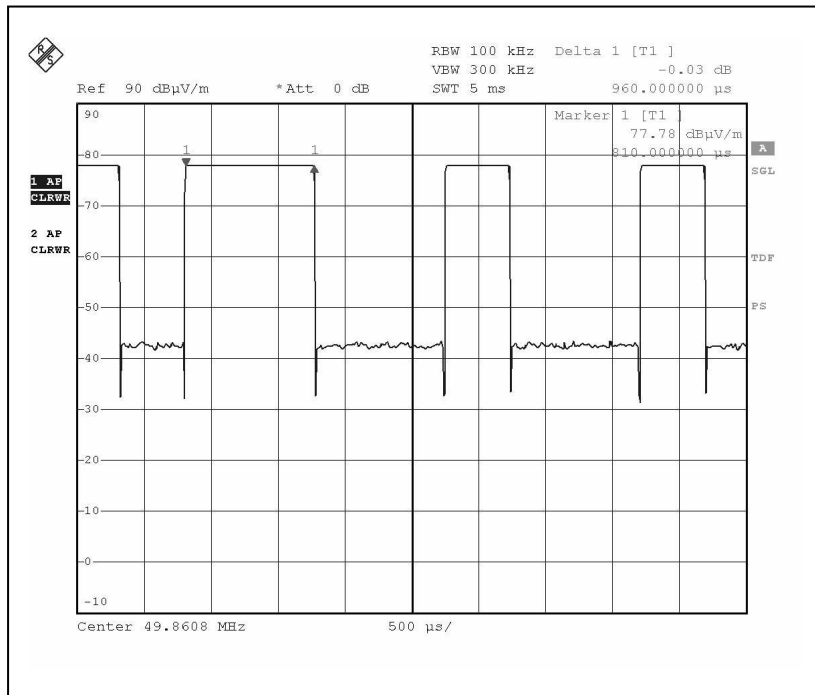 R S
RBW 100 kHz Delta 1 [T1 ]
VBW 300 kHz -0.03 dB
Ref 90 dBµV/m *Att 0 dB SWT 5 ms 960.000000 µs
90 Marker 1 [T1 ]
77.78 dBµV/m
1 1 810.000000 µs A
80
SGL
1 AP
CLRWR
70
2 AP
CLRWR
60 TDF
50 PS
40
30
20
10
0
-10
Center 49.8608 MHz 500 µs/